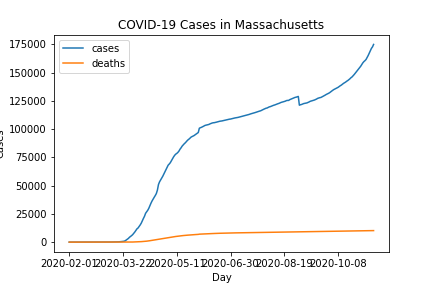 COVID-19 Cases in Massachusetts
cases
deaths
175000
150000
125000
100000
75000
50000
25000
0
cases
2020-02-01 2020-03-22 2020-05-11 2020-06-30 2020-08-19 2020-10-08
Day